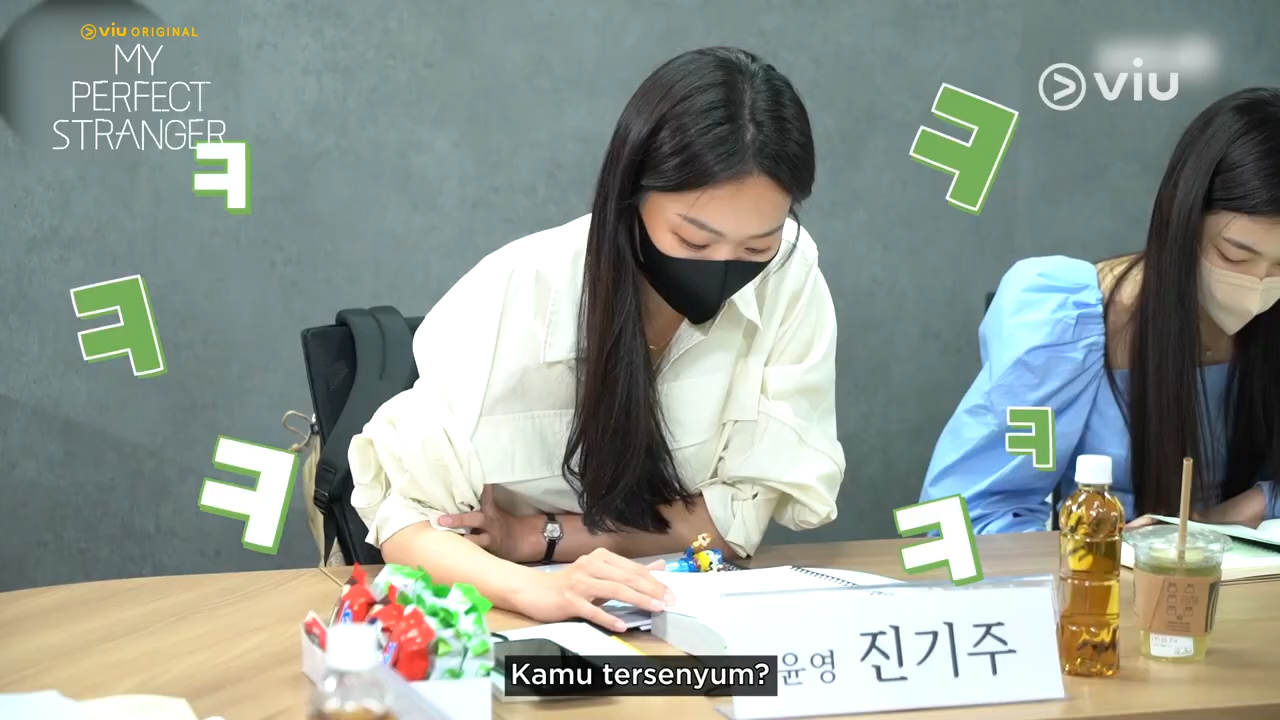 viu ORIGINAL
MY
PERFECT
STRANGER
viu
ㅋ
ㅋ
ㅋ
ㅋ
ㅋ
ㅋ
윤영 진기주
Kamu tersenyum?